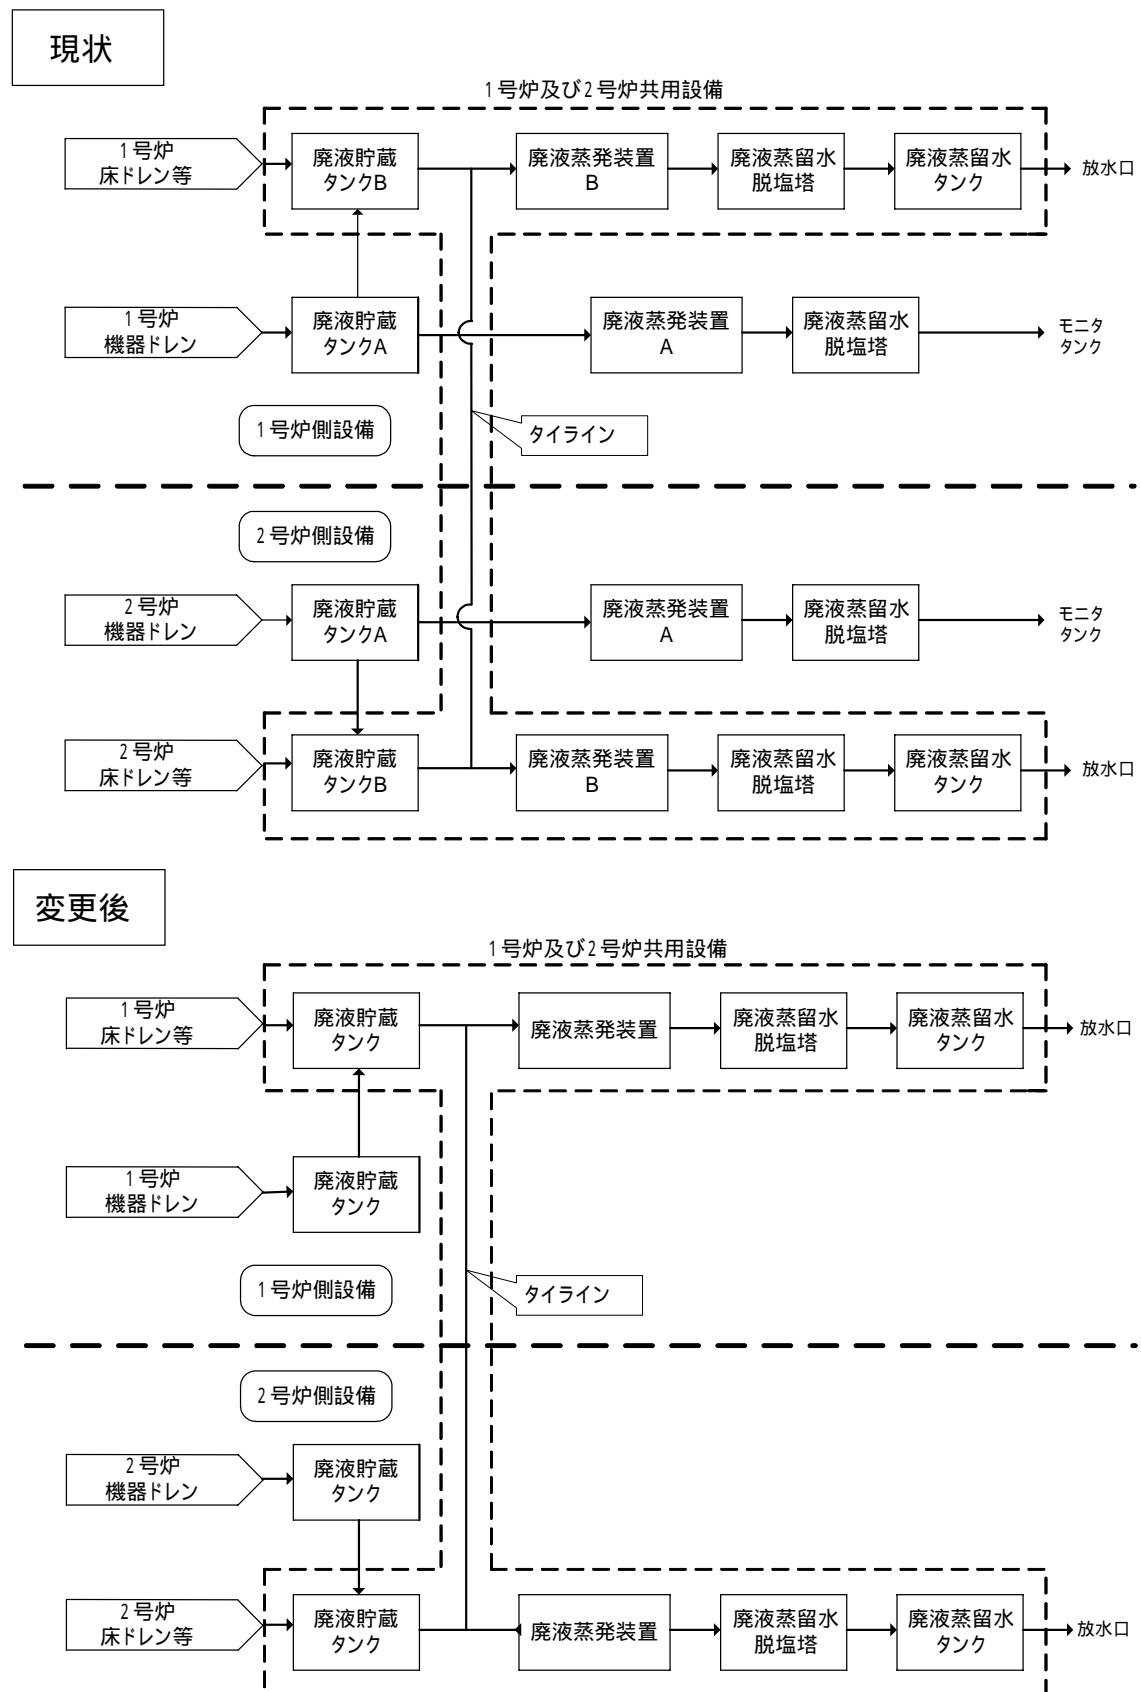 現状
1号炉及び2号炉共用設備
1号炉
床ドレン等
廃液貯蔵
タンクB
廃液蒸発装置
B
廃液蒸留水
脱塩塔
廃液蒸留水
タンク
放水口
1号炉
機器ドレン
廃液貯蔵
タンクA
廃液蒸発装置
A
廃液蒸留水
脱塩塔
モニタ
タンク
1号炉側設備
タイライン
2号炉側設備
2号炉
機器ドレン
廃液貯蔵
タンクA
廃液蒸発装置
A
廃液蒸留水
脱塩塔
モニタ
タンク
2号炉
床ドレン等
廃液貯蔵
タンクB
廃液蒸発装置
B
廃液蒸留水
脱塩塔
廃液蒸留水
タンク
放水口
変更後
1号炉及び2号炉共用設備
1号炉
床ドレン等
廃液貯蔵
タンク
廃液蒸発装置
廃液蒸留水
脱塩塔
廃液蒸留水
タンク
放水口
1号炉
機器ドレン
廃液貯蔵
タンク
1号炉側設備
タイライン
2号炉側設備
2号炉
機器ドレン
廃液貯蔵
タンク
2号炉
床ドレン等
廃液貯蔵
タンク
廃液蒸発装置
廃液蒸留水
脱塩塔
廃液蒸留水
タンク
放水口